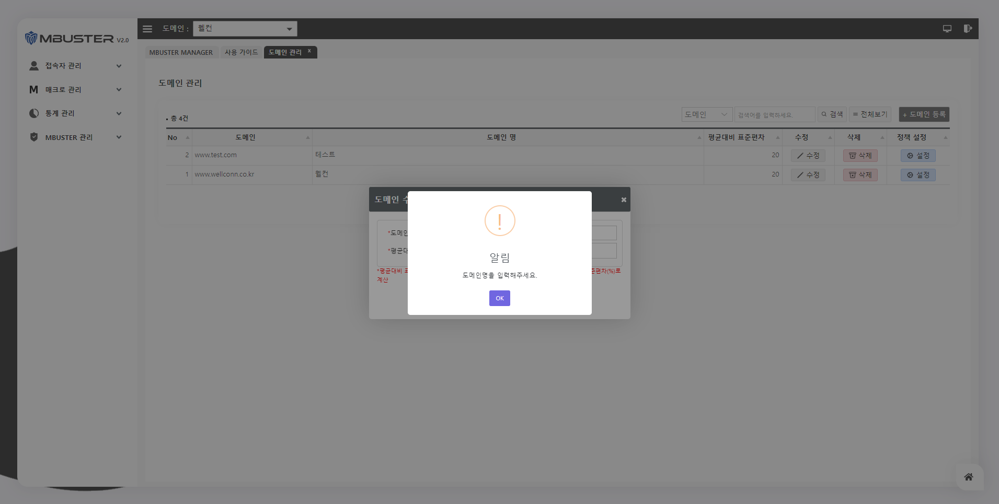 MBUSTER V2.0
도메인 :
웰컨
접속자 관리
매크로 관리
통계 관리
MBUSTER 관리
MBUSTER MANAGER
사용 가이드
도메인 관리 x
도메인 관리
총 4건
도메인
검색어를 입력하세요.
검색
전체보기
+ 도메인 등록
No 도메인 도메인 명 평균대비 표준편차 수정 삭제 정책 설정
2 www.test.com 테스트 20 수정 삭제 설정
1 www.wellconn.co.kr 웰컨 20 수정 삭제 설정
도메인
*도메인
*평균대
*평균대비
준편차(%)로
계산
알림
도메인명을 입력해주세요.
OK